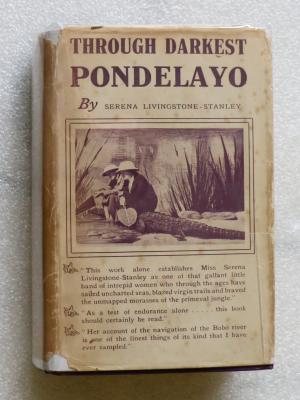 THROUGH DARKEST
PONDELAYO
By SERENA LIVINGSTONE-STANLEY
"This work alone establishes Miss Serena
Livingstone-Stanley as one of that gallant little
band of intrepid women who through the ages have
sailed uncharted seas, blazed virgin trails and braved
the unmapped morasses of the primeval jungle."
"As a test of endurance alone ..... this book
should certainly be read."
"Her account of the navigation of the Bobo river
is one of the finest things of its kind that I have
ever sampled."